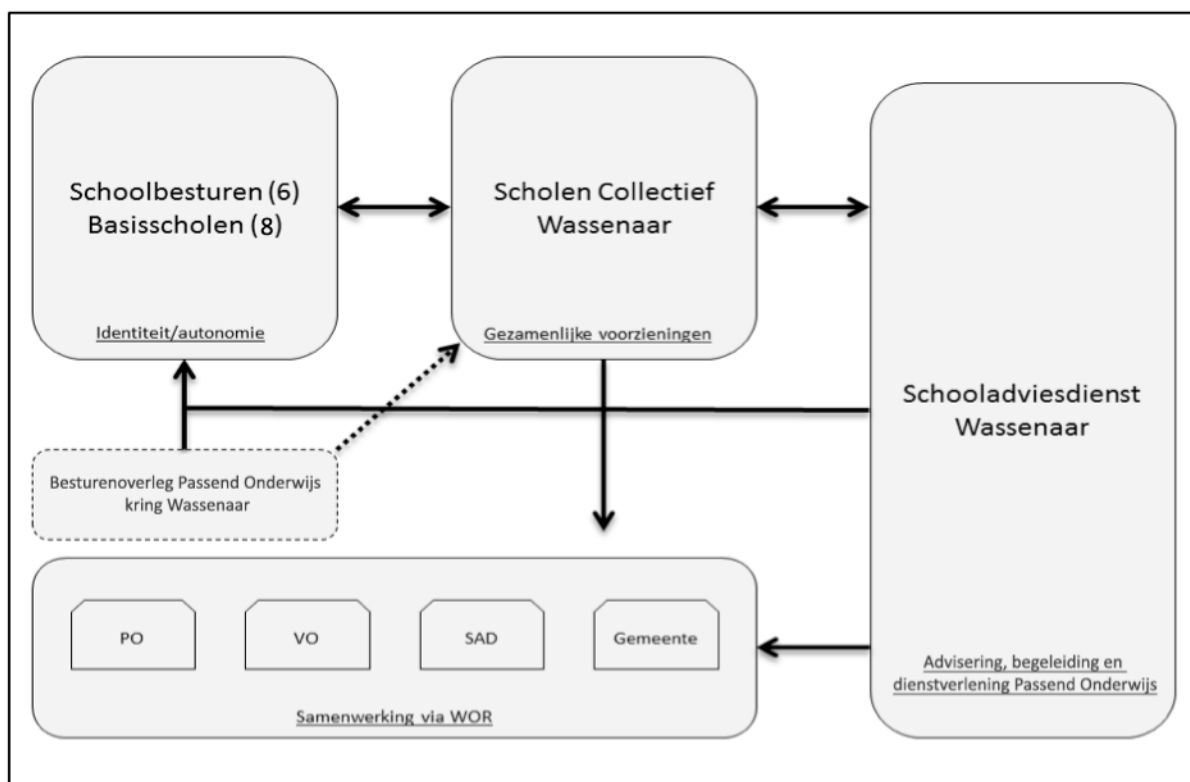 Schoolbesturen (6)
Basisscholen (8)
Identiteit/autonomie
Scholen Collectief
Wassenaar
Gezamenlijke voorzieningen
Schooladviesdienst
Wassenaar
Advisering, begeleiding en
dienstverlening Passend Onderwijs
Besturenoverleg Passend Onderwijs
kring Wassenaar
PO
VO
SAD
Gemeente
Samenwerking via WOR